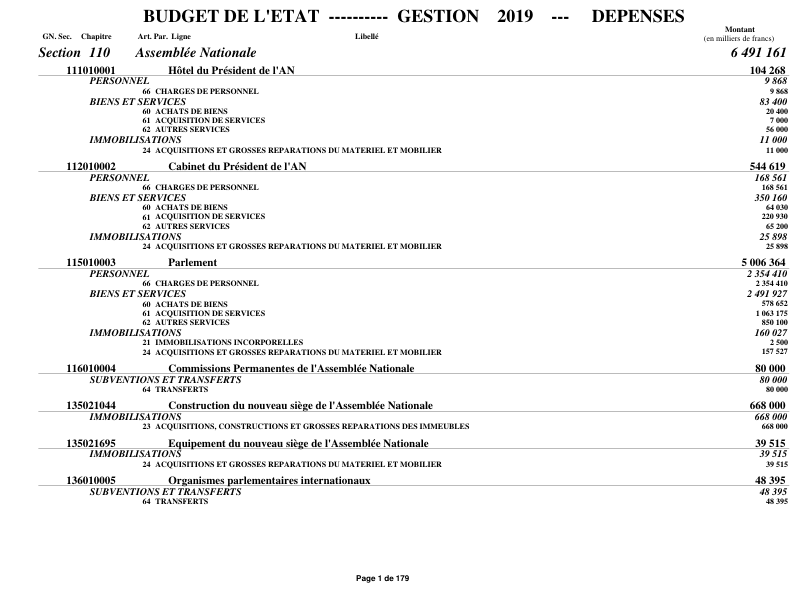 BUDGET DE L'ETAT ---------- GESTION 2019 --- DEPENSES
GN. Sec. Chapitre Art. Par. Ligne Libellé Montant
(en milliers de francs)
Section 110 Assemblée Nationale 6 491 161
111010001 Hôtel du Président de l'AN 104 268
PERSONNEL 9 868
66 CHARGES DE PERSONNEL 9 868
BIENS ET SERVICES 83 400
60 ACHATS DE BIENS 20 400
61 ACQUISITION DE SERVICES 7 000
62 AUTRES SERVICES 56 000
IMMOBILISATIONS 11 000
24 ACQUISITIONS ET GROSSES REPARATIONS DU MATERIEL ET MOBILIER 11 000
112010002 Cabinet du Président de l'AN 544 619
PERSONNEL 168 561
66 CHARGES DE PERSONNEL 168 561
BIENS ET SERVICES 350 160
60 ACHATS DE BIENS 64 030
61 ACQUISITION DE SERVICES 220 930
62 AUTRES SERVICES 65 200
IMMOBILISATIONS 25 898
24 ACQUISITIONS ET GROSSES REPARATIONS DU MATERIEL ET MOBILIER 25 898
115010003 Parlement 5 006 364
PERSONNEL 2 354 410
66 CHARGES DE PERSONNEL 2 354 410
BIENS ET SERVICES 2 491 927
60 ACHATS DE BIENS 578 652
61 ACQUISITION DE SERVICES 1 063 175
62 AUTRES SERVICES 850 100
IMMOBILISATIONS 160 027
21 IMMOBILISATIONS INCORPORELLES 2 500
24 ACQUISITIONS ET GROSSES REPARATIONS DU MATERIEL ET MOBILIER 157 527
116010004 Commissions Permanentes de l'Assemblée Nationale 80 000
SUBVENTIONS ET TRANSFERTS 80 000
64 TRANSFERTS 80 000
135021044 Construction du nouveau siège de l'Assemblée Nationale 668 000
IMMOBILISATIONS 668 000
23 ACQUISITIONS, CONSTRUCTIONS ET GROSSES REPARATIONS DES IMMEUBLES 668 000
135021695 Equipement du nouveau siège de l'Assemblée Nationale 39 515
IMMOBILISATIONS 39 515
24 ACQUISITIONS ET GROSSES REPARATIONS DU MATERIEL ET MOBILIER 39 515
136010005 Organismes parlementaires internationaux 48 395
SUBVENTIONS ET TRANSFERTS 48 395
64 TRANSFERTS 48 395
Page 1 de 179